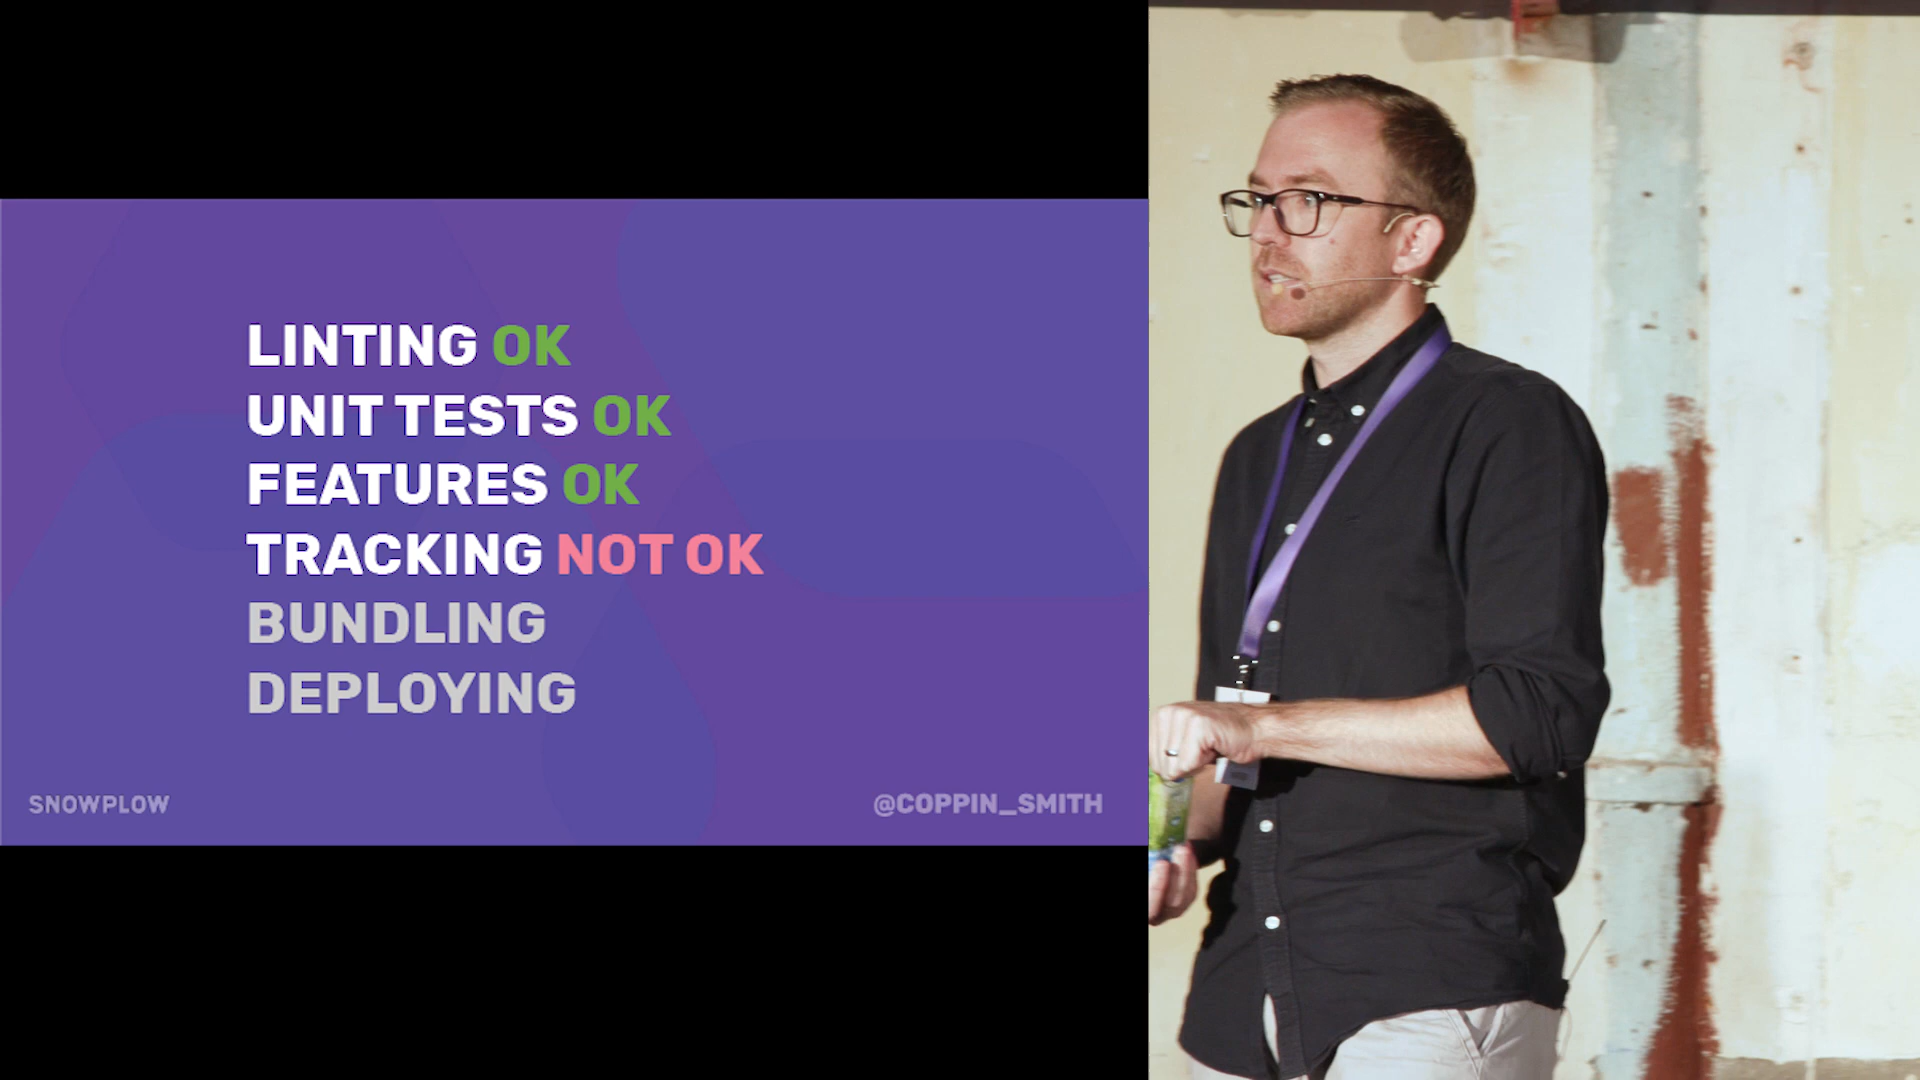 LINTING OK
UNIT TESTS OK
FEATURES OK
TRACKING NOT OK
BUNDLING
DEPLOYING
SNOWPLOW
@COPPIN_SMITH